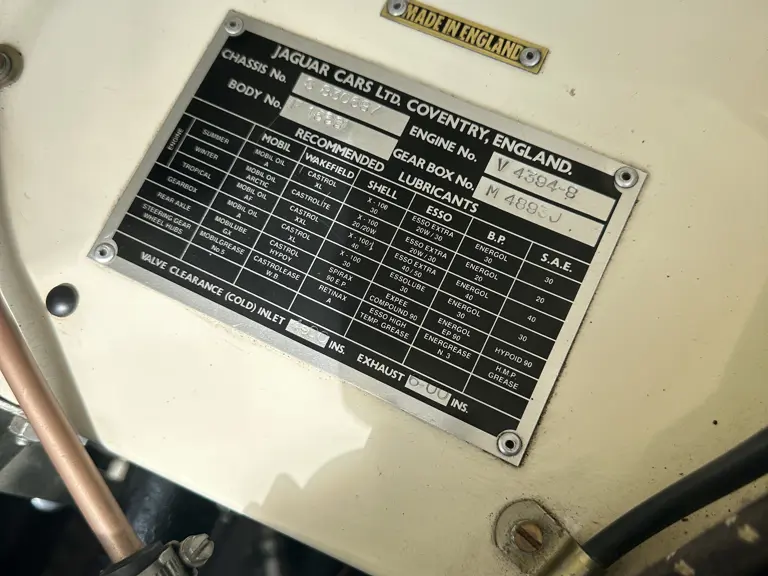 MADE IN ENGLAND
JAGUAR CARS LTD. COVENTRY, ENGLAND.
CHASSIS No. ENGINE No. V 4394-8
BODY No. GEAR BOX No. M 4893J
RECOMMENDED LUBRICANTS
MOBIL WAKEFIELD SHELL ESSO B.P. S.A.E.
ENGINE
SUMMER MOBIL OIL A CASTROL XL X-100 30 ESSO EXTRA 20W/30 ENERGOL 30 30
WINTER MOBIL OIL ARCTIC CASTROLITE X-100 20/20W ESSO EXTRA 20W/30 ENERGOL 20 20
TROPICAL MOBIL OIL AF CASTROL XXL X-100 40 ESSO EXTRA 40/50 ENERGOL 40 40
GEARBOX MOBIL OIL A CASTROL XL X-100 30 ESSOLUBE 30 ENERGOL 30 30
REAR AXLE MOBILUBE GX CASTROL HYPOY SPIRAX 90 E.P. EXPEE COMPOUND 90 ENERGOL EP 90 HYPOID 90
STEERING GEAR WHEEL HUBS MOBILGREASE No.5 CASTROLEASE W.B. RETINAX A ESSO HIGH TEMP. GREASE ENERGREASE N.3 H.M.P. GREASE
VALVE CLEARANCE (COLD) INLET INS. EXHAUST INS.